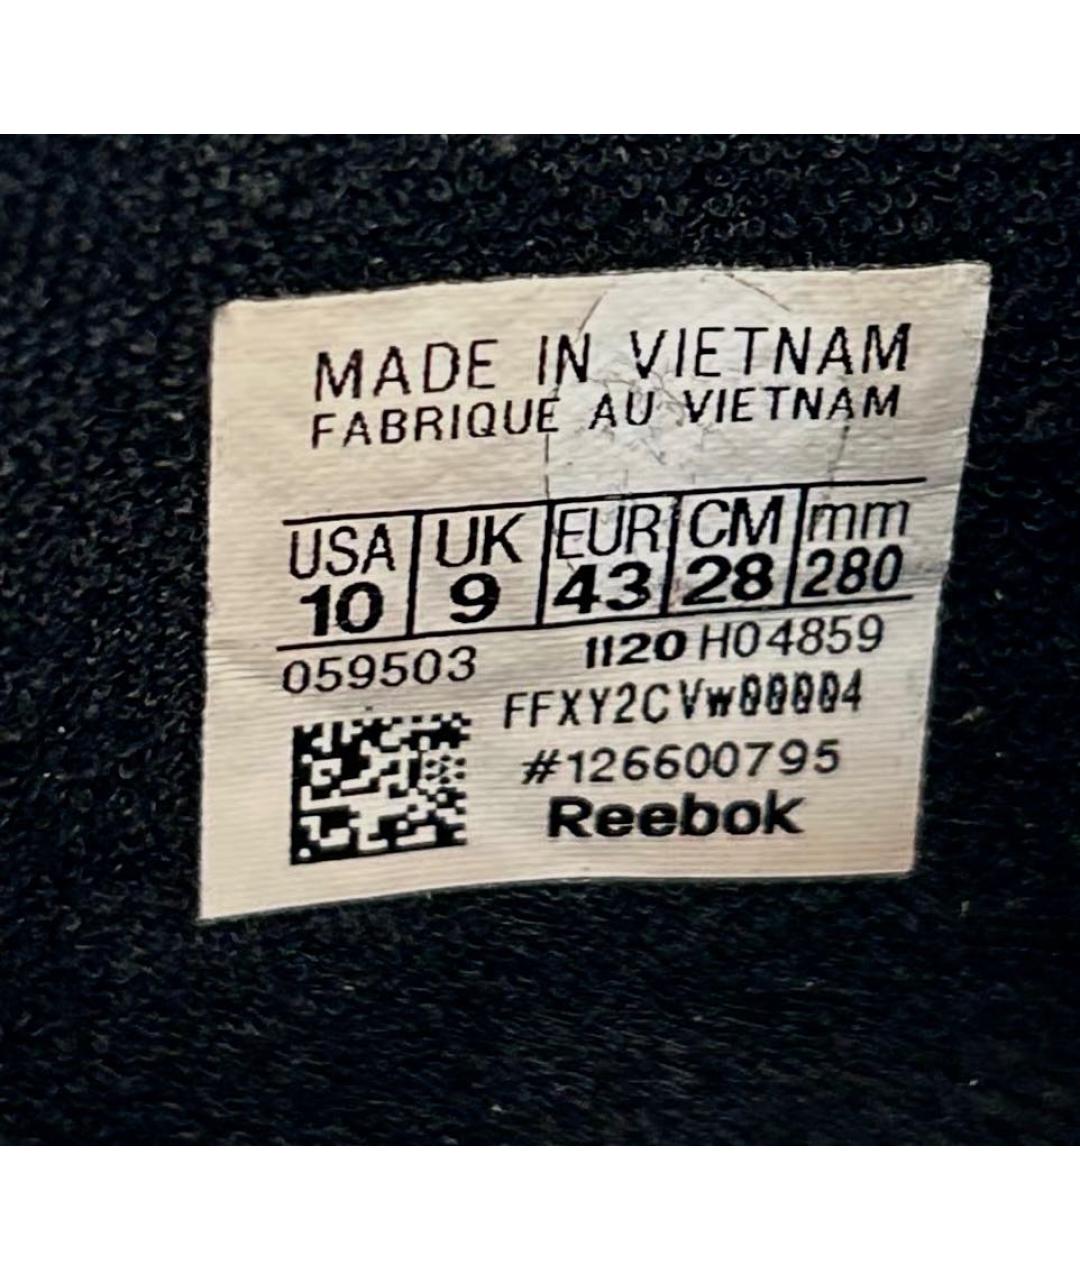 MADE IN VIETNAM
FABRIQUE AU VIETNAM
USA UK EUR CM mm
10 9 43 28 280
059503 1120 H04859
FFXY2CVw00004
#126600795
Reebok